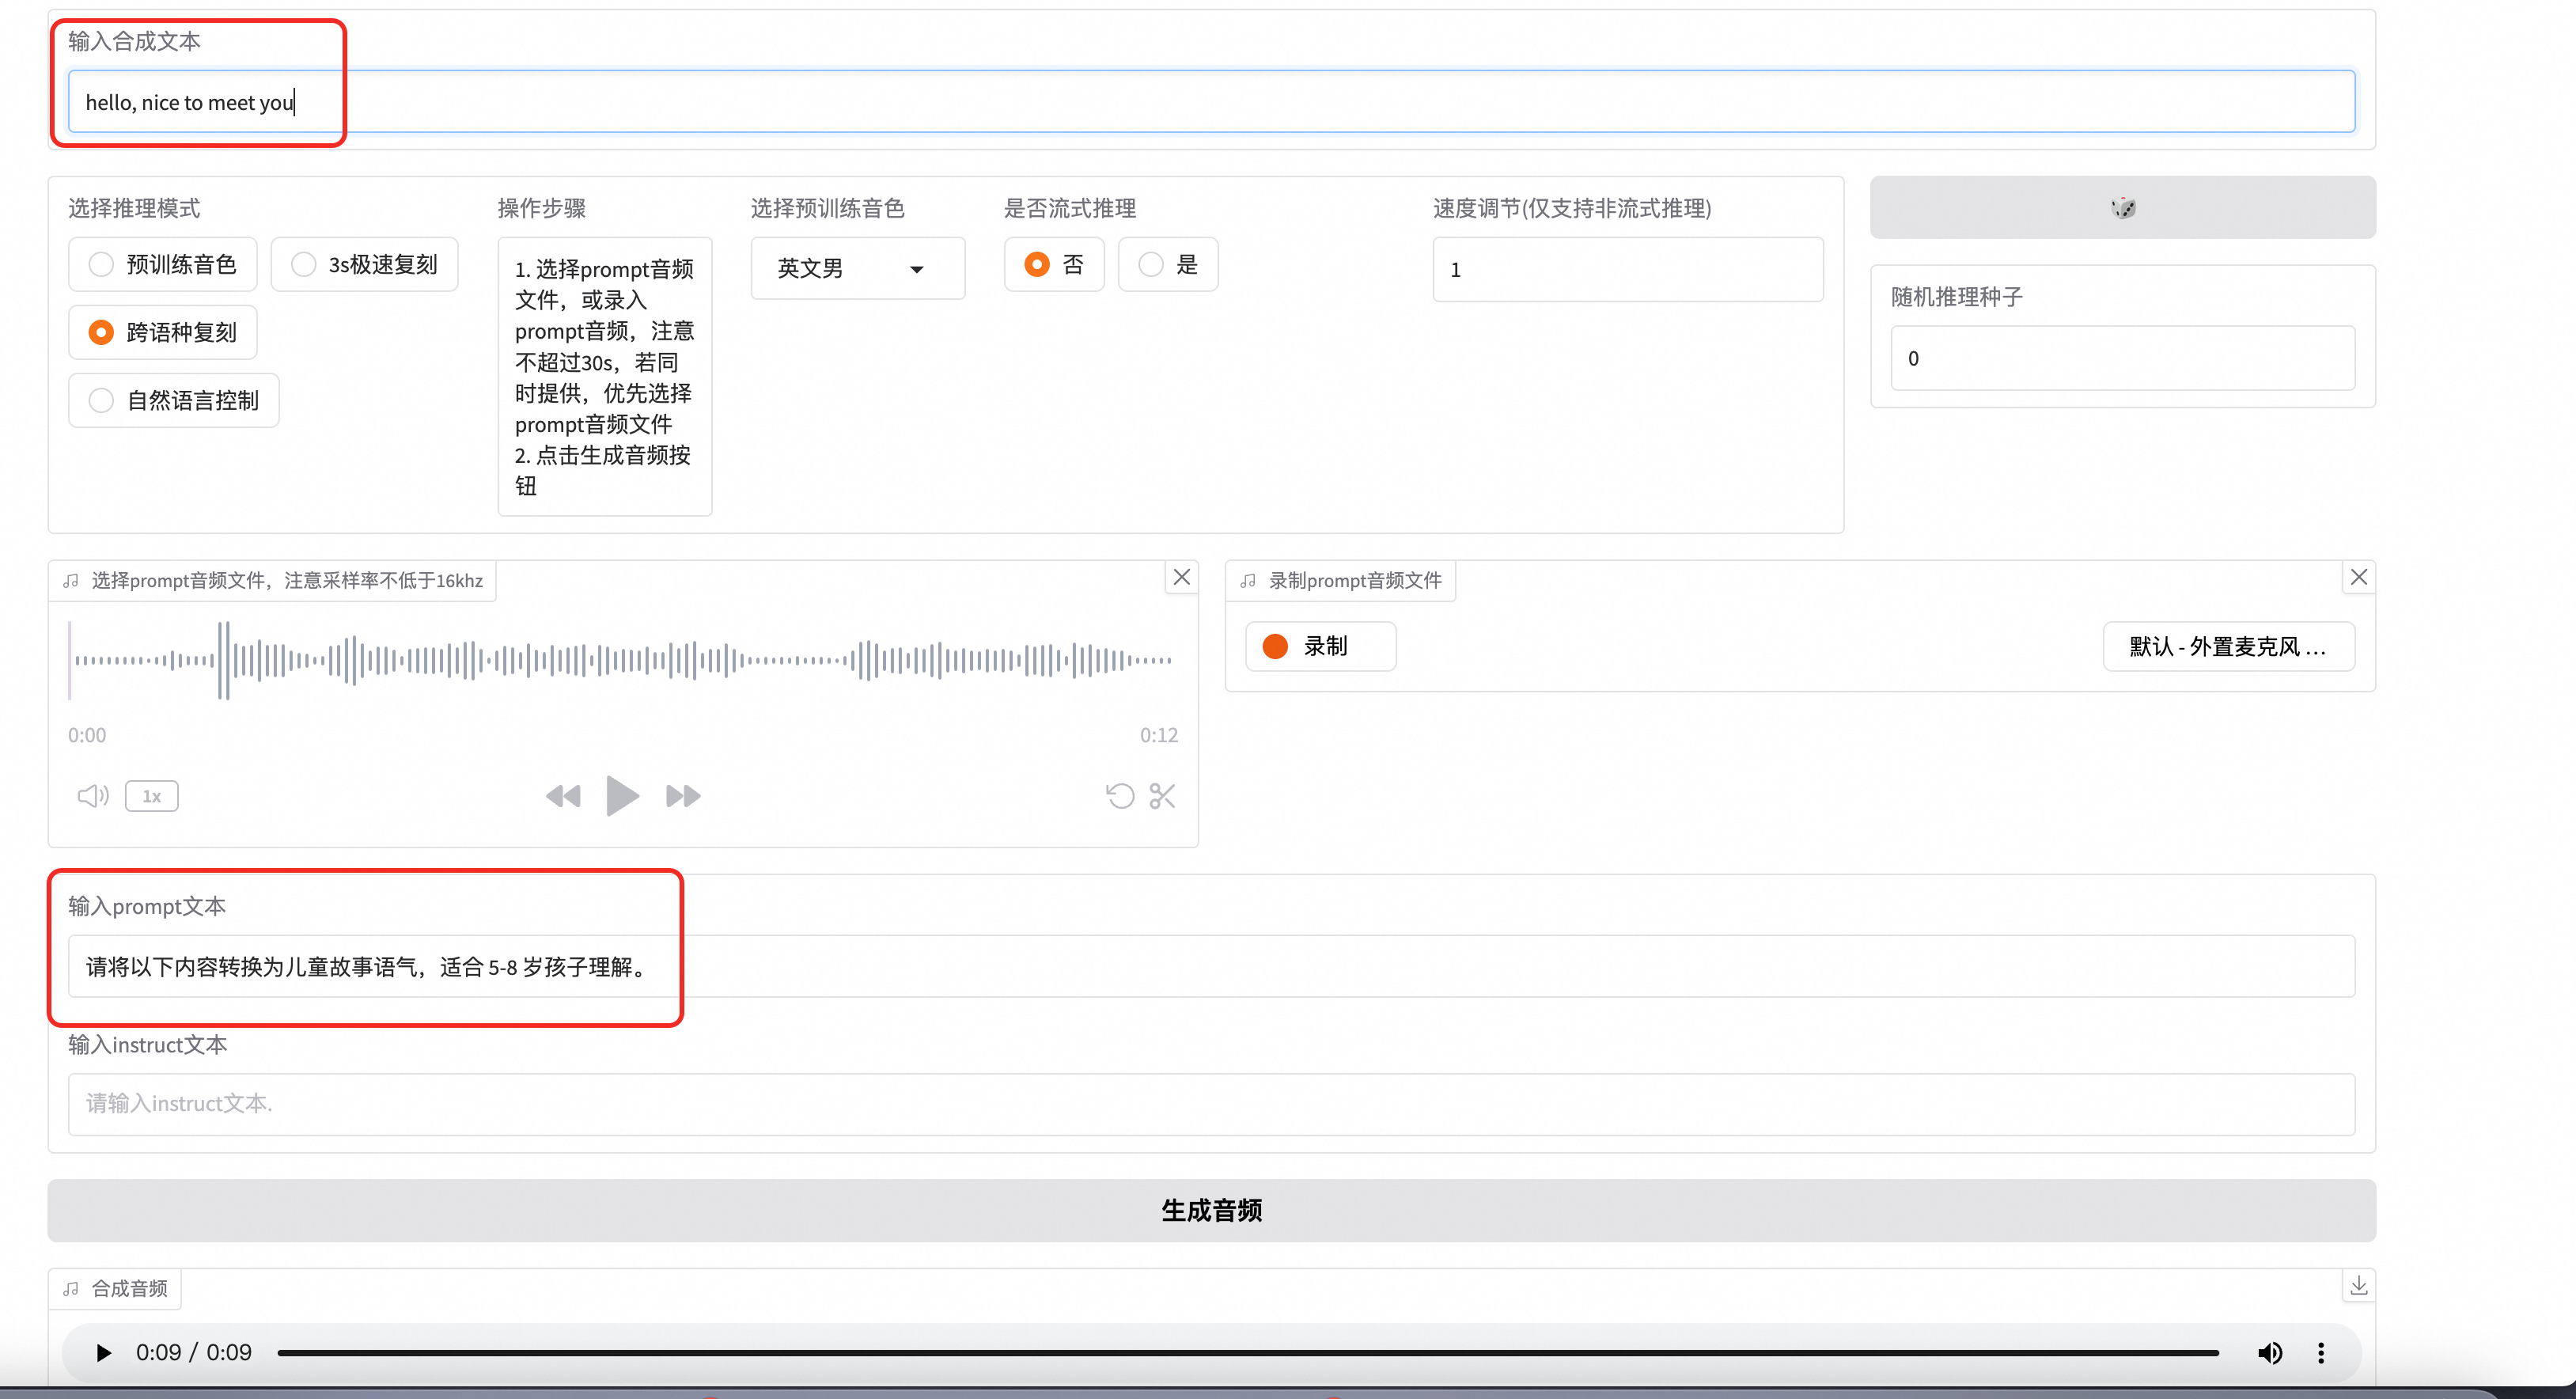 输入合成文本
hello, nice to meet you
选择推理模式
预训练音色
3s极速复刻
跨语种复刻
自然语言控制
操作步骤
1. 选择prompt音频
文件，或录入
prompt音频，注意
不超过30s，若同
时提供，优先选择
prompt音频文件
2. 点击生成音频按
钮
选择预训练音色
英文男
是否流式推理
否
是
速度调节(仅支持非流式推理)
1
随机推理种子
0
选择prompt音频文件，注意采样率不低于16khz
0:00
0:12
1x
录制prompt音频文件
录制
默认 - 外置麦克风 ...
输入prompt文本
请将以下内容转换为儿童故事语气，适合 5-8 岁孩子理解。
输入instruct文本
请输入instruct文本.
生成音频
合成音频
0:09 / 0:09